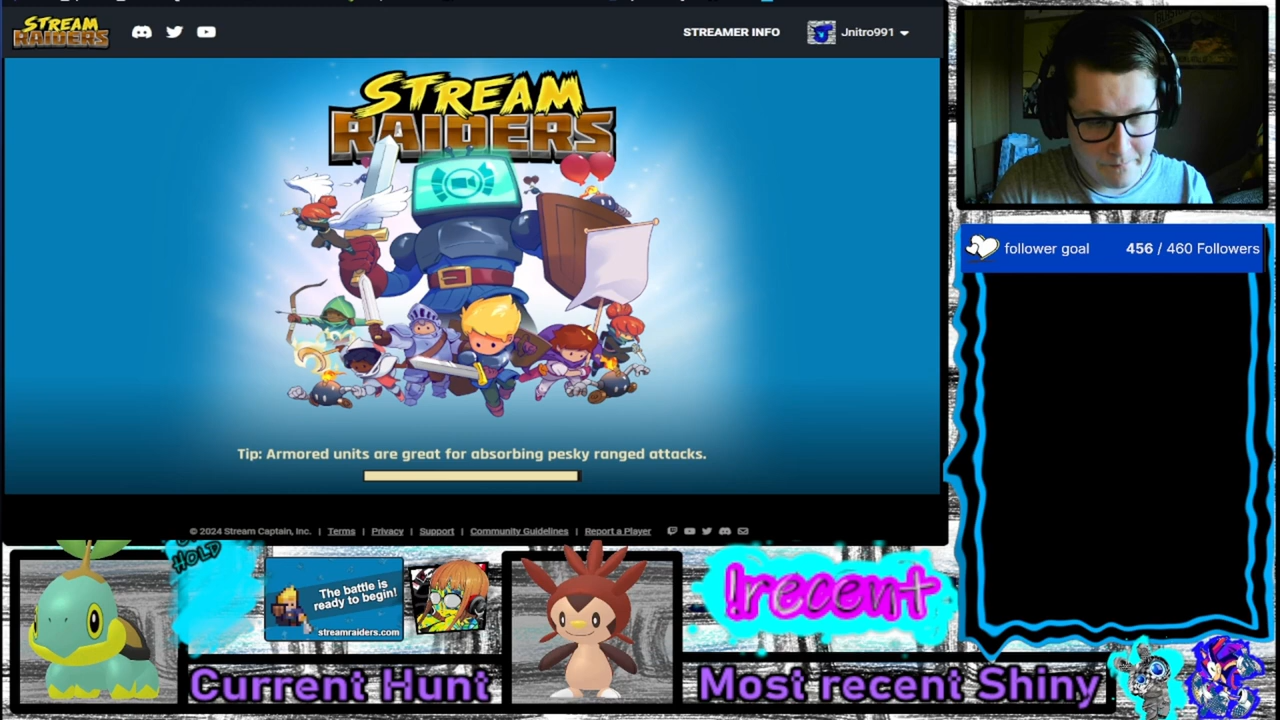 STREAM
RAIDERS
STREAMER INFO
Jnitro991
STREAM
RAIDERS
Tip: Armored units are great for absorbing pesky ranged attacks.
© 2024 Stream Captain, Inc. | Terms | Privacy | Support | Community Guidelines | Report a Player
follower goal 456 / 460 Followers
HOLD
The battle is
ready to begin!
streamraiders.com
!recent
Current Hunt
Most recent Shiny